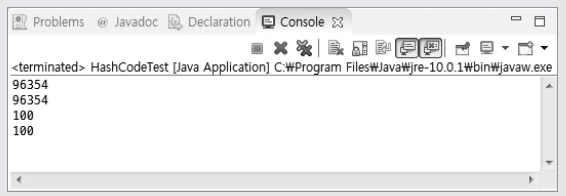 Problems @ Javadoc Declaration Console
<terminated> HashCodeTest [Java Application] C:₩Program Files₩Java₩jre-10.0.1₩bin₩javaw.exe
96354
96354
100
100